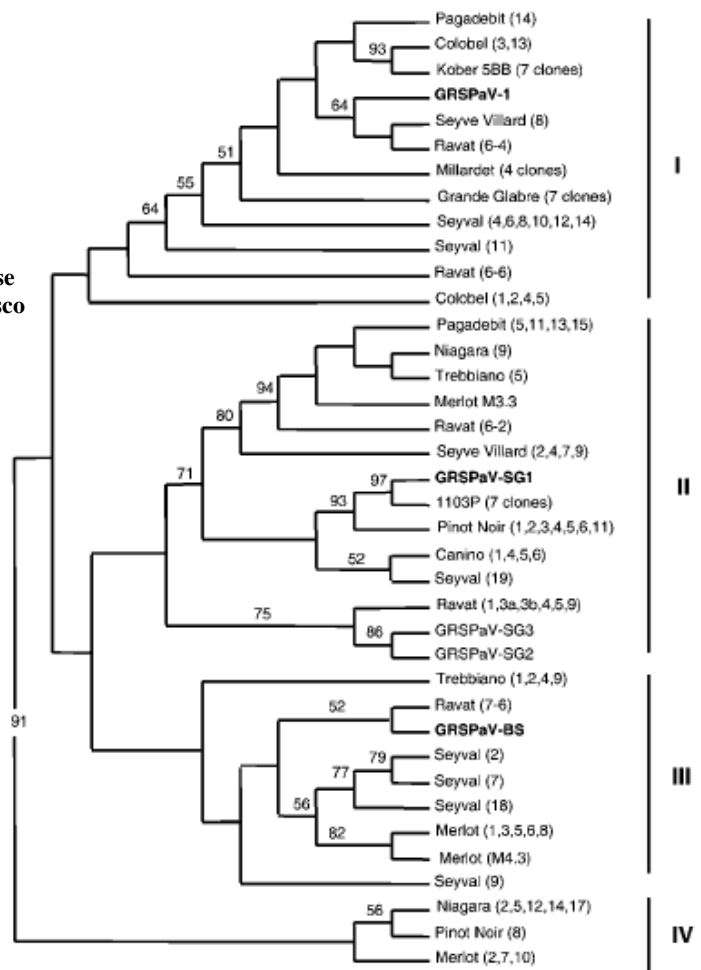 Pagadebit (14)
93
Colobel (3,13)
Kober 5BB (7 clones)
GRSPaV-1
64
Seyve Villard (8)
Ravat (6-4)
51
Millardet (4 clones)
I
55
Grande Glabre (7 clones)
64
Seyval (4,6,8,10,12,14)
Seyval (11)
se
Ravat (6-6)
sco
Colobel (1,2,4,5)
Pagadebit (5,11,13,15)
Niagara (9)
94
Trebbiano (5)
80
Merlot M3.3
Ravat (6-2)
Seyve Villard (2,4,7,9)
71
97
GRSPaV-SG1
II
93
1103P (7 clones)
Pinot Noir (1,2,3,4,5,6,11)
52
Canino (1,4,5,6)
Seyval (19)
75
Ravat (1,3a,3b,4,5,9)
86
GRSPaV-SG3
GRSPaV-SG2
Trebbiano (1,2,4,9)
52
Ravat (7-6)
91
GRSPaV-BS
79
Seyval (2)
77
Seyval (7)
III
56
Seyval (18)
82
Merlot (1,3,5,6,8)
Merlot (M4.3)
Seyval (9)
56
Niagara (2,5,12,14,17)
Pinot Noir (8)
IV
Merlot (2,7,10)